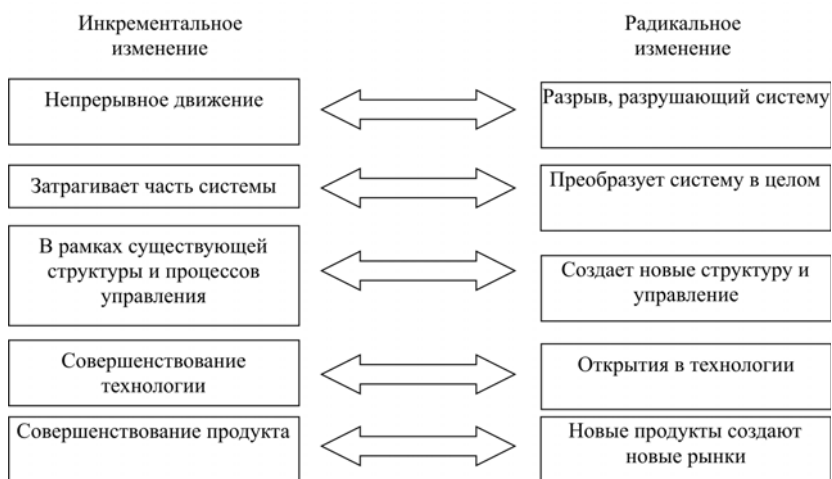 Инкрементальное
изменение
Радикальное
изменение
Непрерывное движение
Разрыв, разрушающий систему
Затрагивает часть системы
Преобразует систему в целом
В рамках существующей
структуры и процессов
управления
Создает новые структуру и
управление
Совершенствование
технологии
Открытия в технологии
Совершенствование продукта
Новые продукты создают
новые рынки